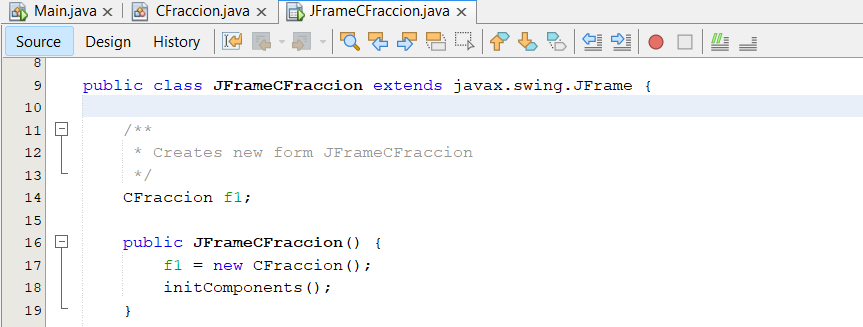 Main.java
CFraccion.java
JFrameCFraccion.java
Source Design History
8
9 public class JFrameCFraccion extends javax.swing.JFrame {
10
11 /**
12 * Creates new form JFrameCFraccion
13 */
14 CFraccion f1;
15
16 public JFrameCFraccion() {
17 f1 = new CFraccion();
18 initComponents();
19 }